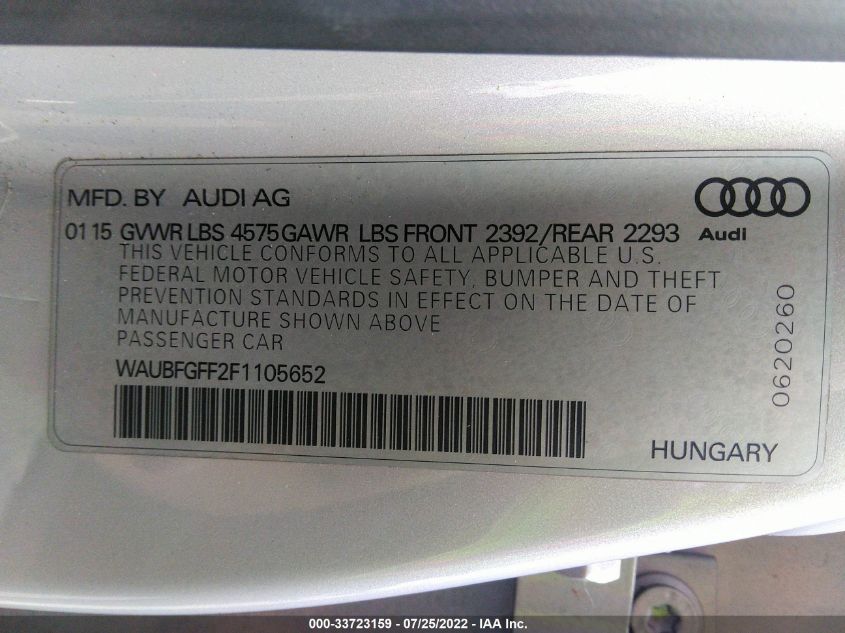 MFD. BY AUDI AG
01 15 GVWR LBS 4575 GAWR LBS FRONT 2392/REAR 2293
Audi
THIS VEHICLE CONFORMS TO ALL APPLICABLE U.S.
FEDERAL MOTOR VEHICLE SAFETY, BUMPER AND THEFT
PREVENTION STANDARDS IN EFFECT ON THE DATE OF
MANUFACTURE SHOWN ABOVE
PASSENGER CAR
WAUBFGFF2F1105652
0620260
HUNGARY
000-33723159 - 07/25/2022 - IAA Inc.